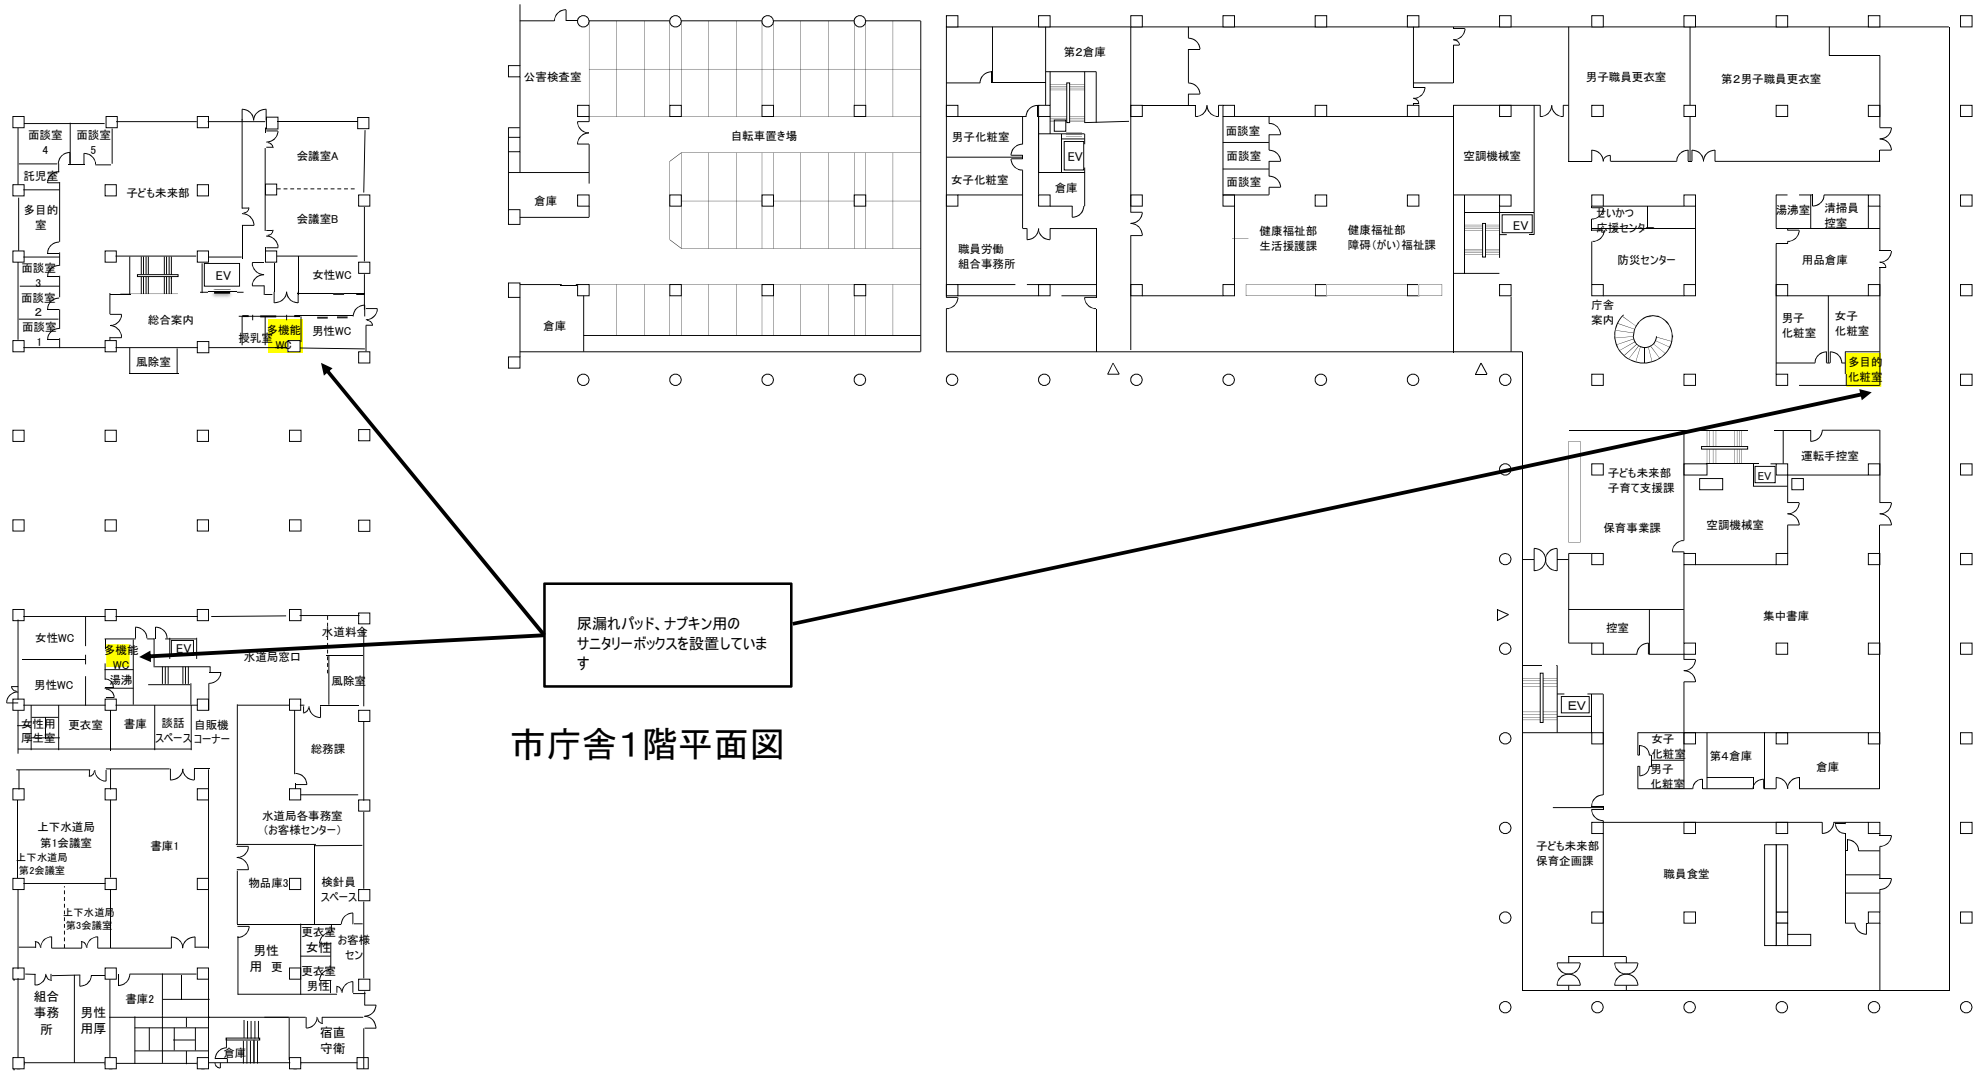 面談室
4
面談室
5
託児室
子ども未来部
会議室A
多目的
室
会議室B
面談室
3
面談室
2
面談室
1
EV
女性WC
総合案内
授乳室
多機能
WC
男性WC
風除室
公害検査室
自転車置き場
倉庫
倉庫
第2倉庫
男子化粧室
女子化粧室
EV
倉庫
職員労働
組合事務所
面談室
面談室
面談室
健康福祉部
生活援護課
健康福祉部
障碍(がい)福祉課
空調機械室
EV
男子職員更衣室
第2男子職員更衣室
せいかつ
応援センター
防災センター
庁舎
案内
湯沸室
清掃員
控室
用品倉庫
男子
化粧室
女子
化粧室
多目的
化粧室
子ども未来部
子育て支援課
保育事業課
EV
運転手控室
空調機械室
集中書庫
控室
EV
女子
化粧室
男子
化粧室
第4倉庫
倉庫
子ども未来部
保育企画課
職員食堂
尿漏れパッド、ナプキン用の
サニタリーボックスを設置していま
す
市庁舎1階平面図
女性WC
多機能
WC
EV
水道料金
水道局窓口
男性WC
湯沸
風除室
女性用
厚生室
更衣室
書庫
談話
スペース
自販機
コーナー
総務課
水道局各事務室
(お客様センター)
上下水道局
第1会議室
上下水道局
第2会議室
書庫1
物品庫3
検針員
スペース
上下水道局
第3会議室
男性
用 更
更衣室
女性
お客様
セン
更衣室
男性
組合
事務
所
男性
用厚
書庫2
倉庫
宿直
守衛